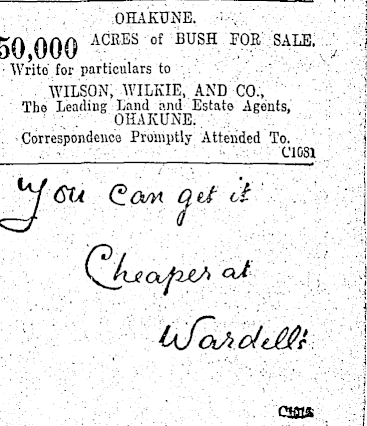 OHAKUNE.
50,000 ACRES of BUSH FOR SALE.
Write for particulars to
WILSON, WILKIE, AND CO.,
The Leading Land and Estate Agents,
OHAKUNE.
Correspondence Promptly Attended To.
C1081
You can get it
Cheaper at
Wardell's